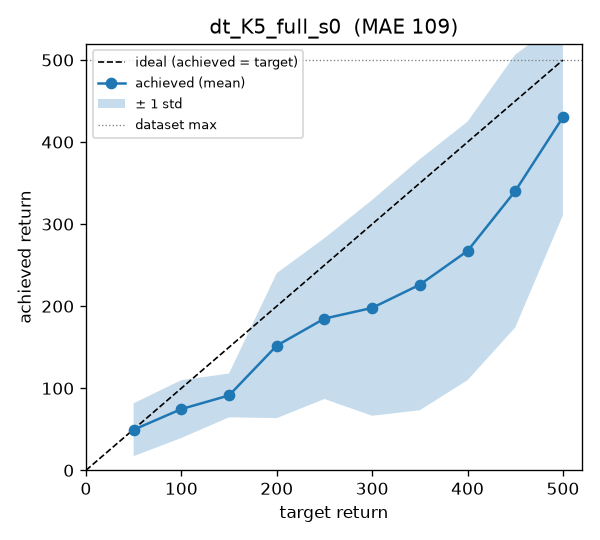 dt_K5_full_s0  (MAE 109)
ideal (achieved = target)
achieved (mean)
± 1 std
dataset max
500
400
300
200
100
0
achieved return
0 100 200 300 400 500
target return